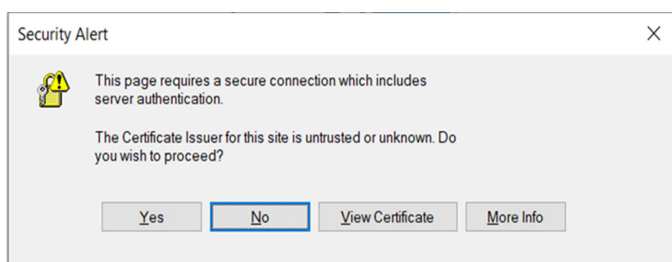 Security Alert
This page requires a secure connection which includes
server authentication.
The Certificate Issuer for this site is untrusted or unknown. Do
you wish to proceed?
Yes No View Certificate More Info